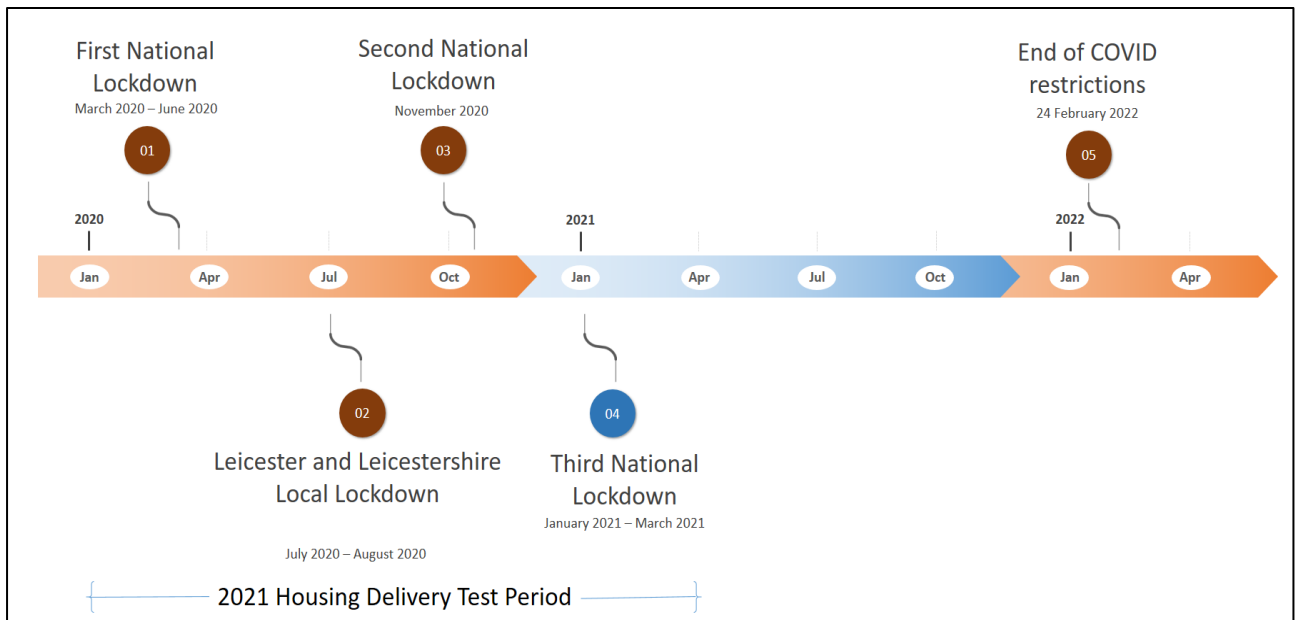 First National
Lockdown
March 2020 – June 2020
01
Second National
Lockdown
November 2020
03
End of COVID
restrictions
24 February 2022
05
2020
2021
2022
Jan
Apr
Jul
Oct
Jan
Apr
Jul
Oct
Jan
Apr
02
Leicester and Leicestershire
Local Lockdown
July 2020 – August 2020
04
Third National
Lockdown
January 2021 – March 2021
2021 Housing Delivery Test Period